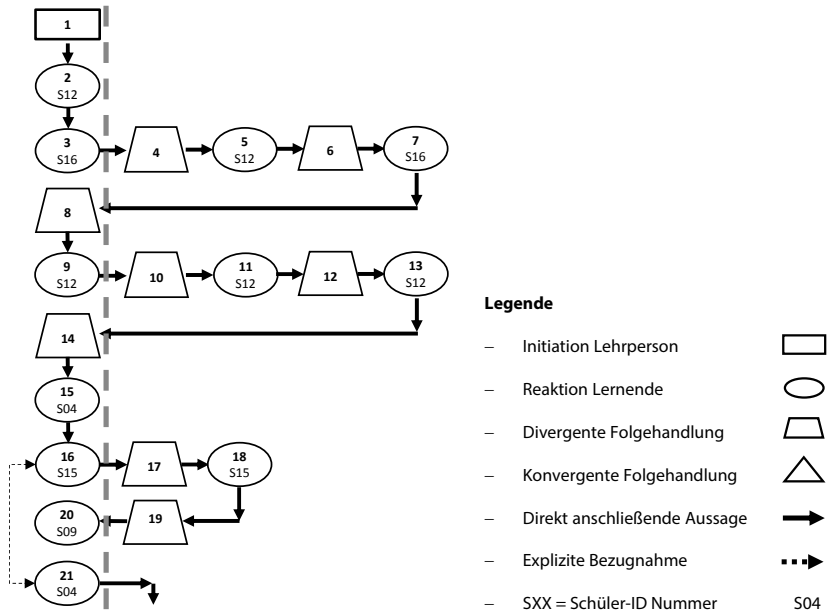 1
2
S12
3
S16
4
5
S12
6
7
S16
8
9
S12
10
11
S12
12
13
S12
14
15
S04
16
S15
17
18
S15
19
20
S09
21
S04
Legende
– Initiation Lehrperson
– Reaktion Lernende
– Divergente Folgehandlung
– Konvergente Folgehandlung
– Direkt anschließende Aussage
– Explizite Bezugnahme
– SXX = Schüler-ID Nummer S04